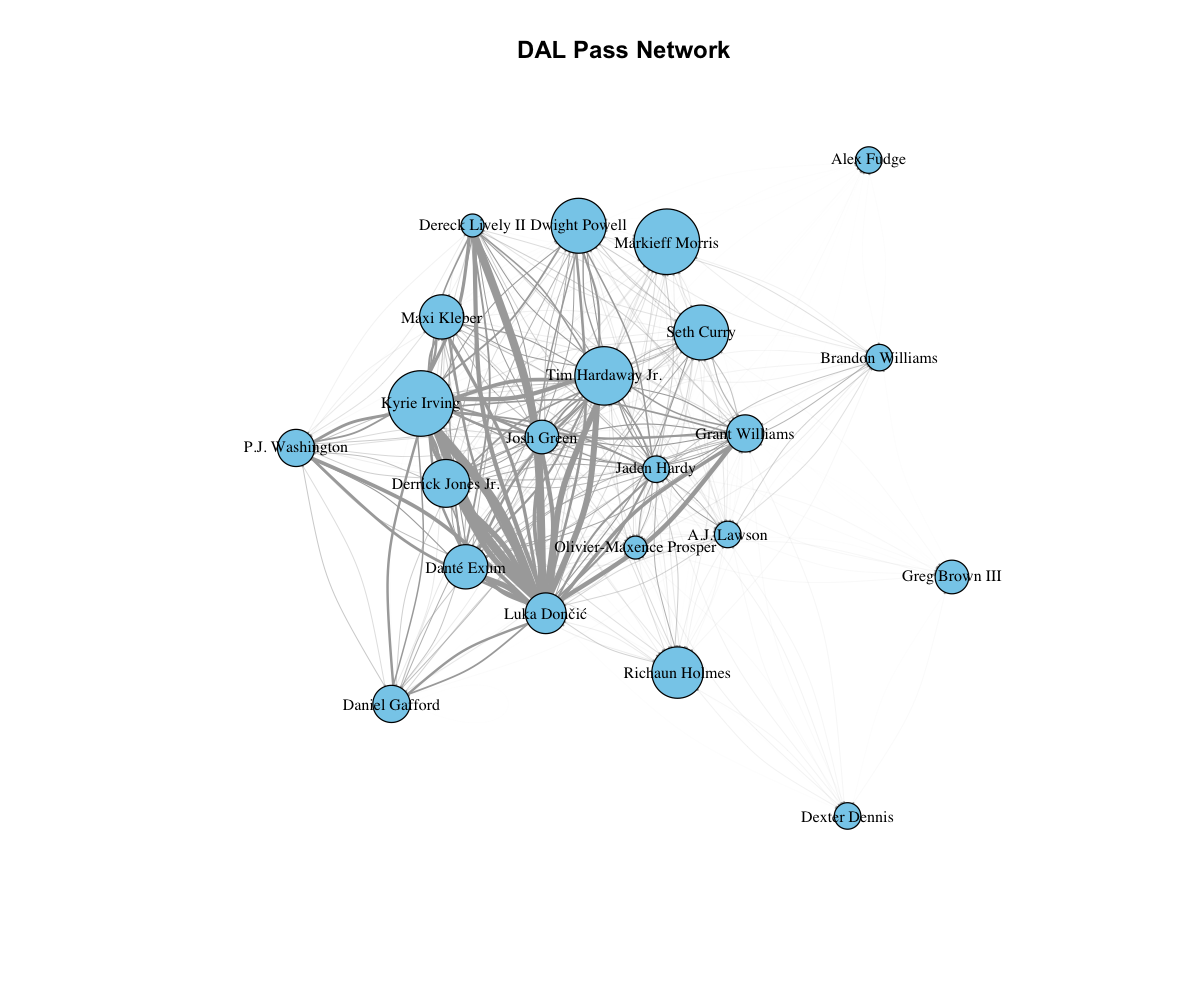 DAL Pass Network
Alex Fudge
Dereck Lively II
Dwight Powell
Markieff Morris
Maxi Kleber
Seth Curry
Brandon Williams
Tim Hardaway Jr.
Kyrie Irving
Josh Green
Grant Williams
P.J. Washington
Jaden Hardy
Derrick Jones Jr.
A.J. Lawson
Olivier-Maxence Prosper
Danté Exum
Greg Brown III
Luka Dončić
Richaun Holmes
Daniel Gafford
Dexter Dennis